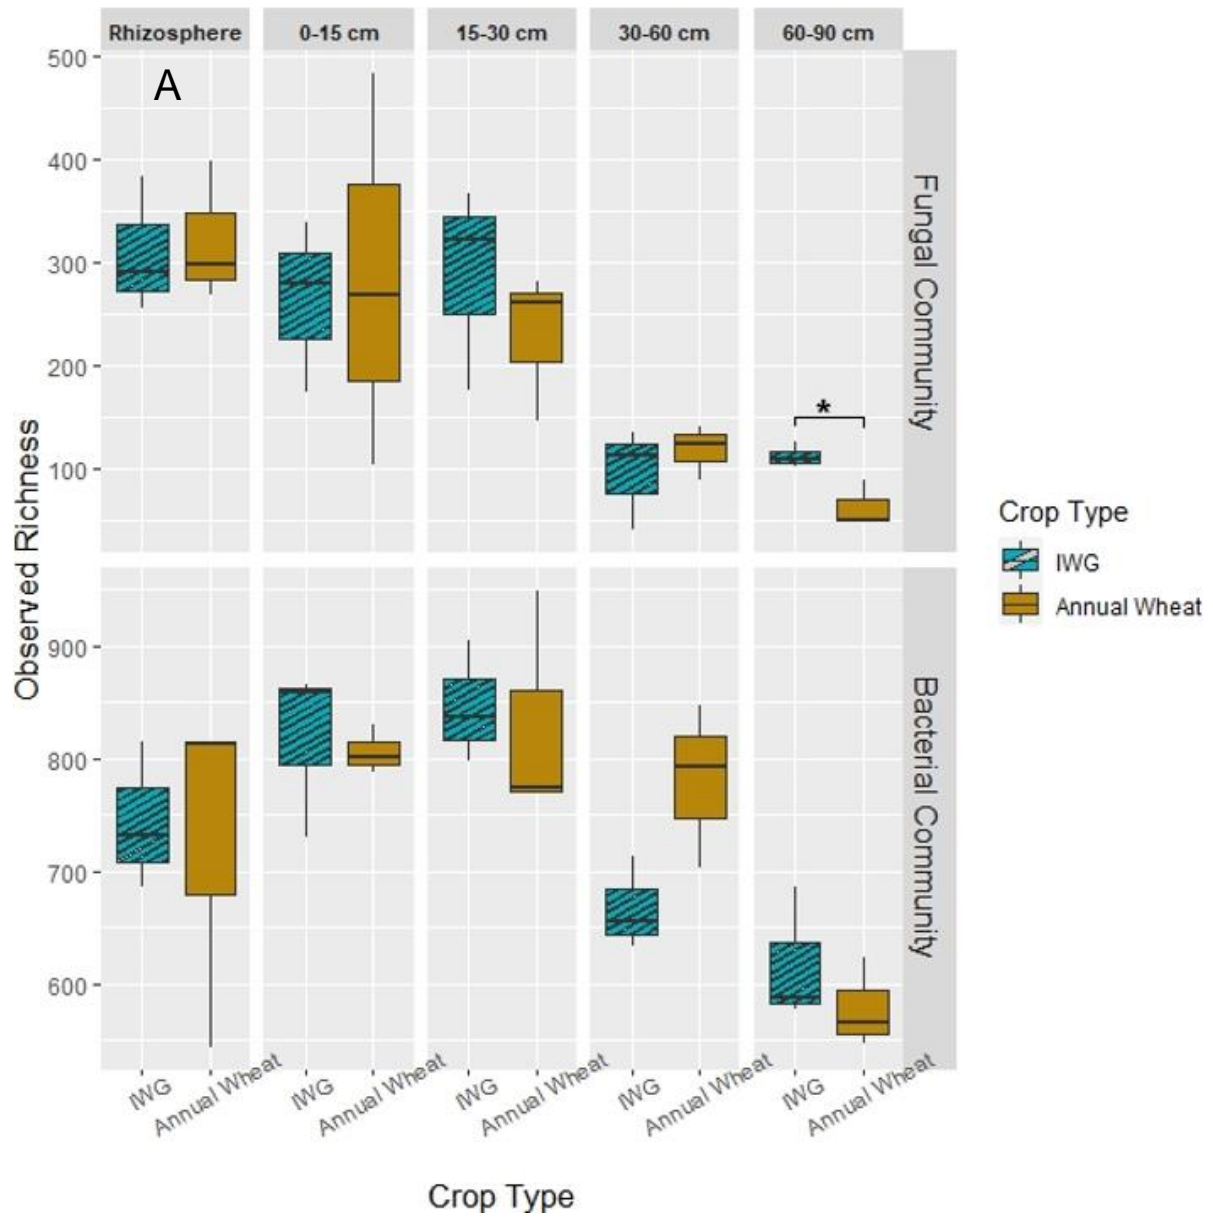 Rhizosphere 0-15 cm 15-30 cm 30-60 cm 60-90 cm
A
500
400
300
200
100
*
Fungal Community
Observed Richness
900
800
700
600
Bacterial Community
IWG Annual Wheat IWG Annual Wheat IWG Annual Wheat IWG Annual Wheat IWG Annual Wheat
Crop Type
Crop Type
IWG
Annual Wheat